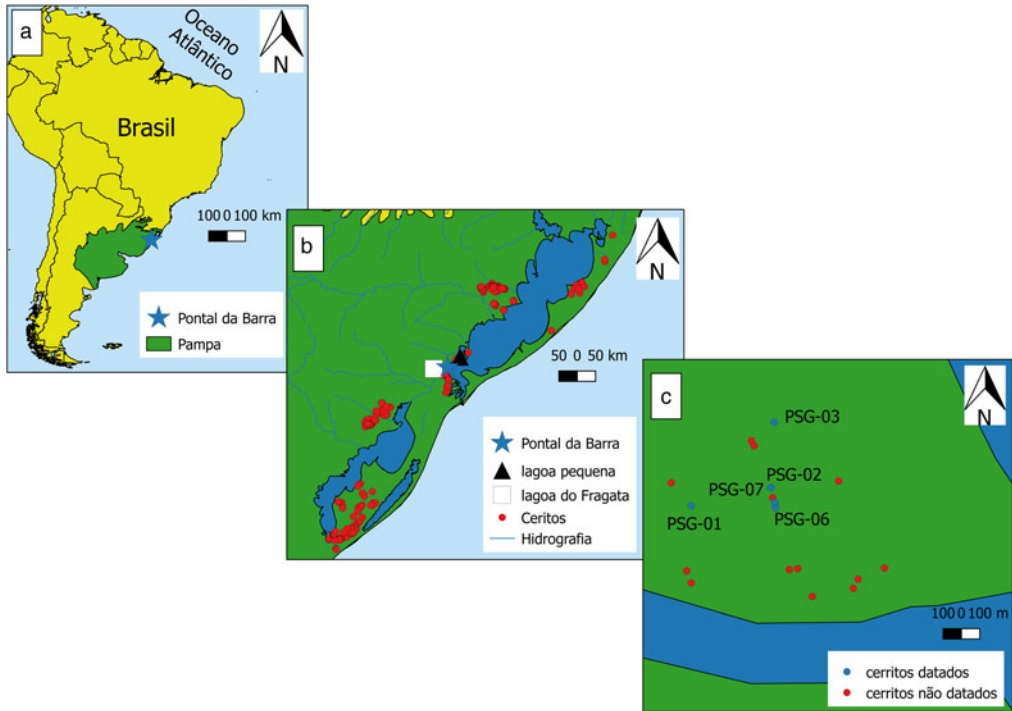 a
Oceano
Atlântico
N
Brasil
100 0 100 km
Pontal da Barra
Pampa
b
N
50 0 50 km
Pontal da Barra
lagoa pequena
lagoa do Fragata
Ceritos
Hidrografia
c
N
PSG-03
PSG-02
PSG-07
PSG-01
PSG-06
100 0 100 m
cerritos datados
cerritos não datados